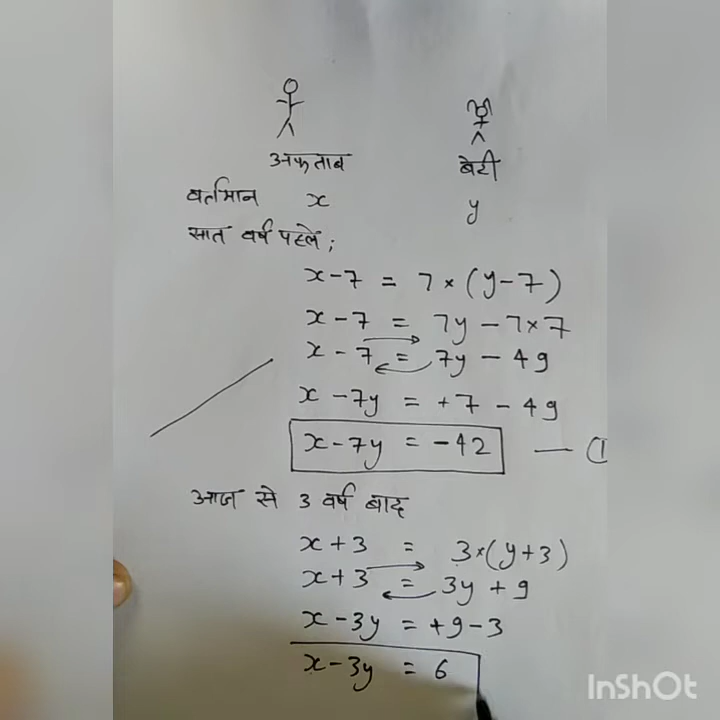 अफताब बेटी
वर्तमान x y
सात वर्ष पहले;
x-7 = 7×(y-7)
x-7 = 7y-7×7
x-7 = 7y-49
x-7y = +7-49
x-7y = -42 — ①
आज से 3 वर्ष बाद
x+3 = 3×(y+3)
x+3 = 3y+9
x-3y = +9-3
x-3y = 6
InShOt